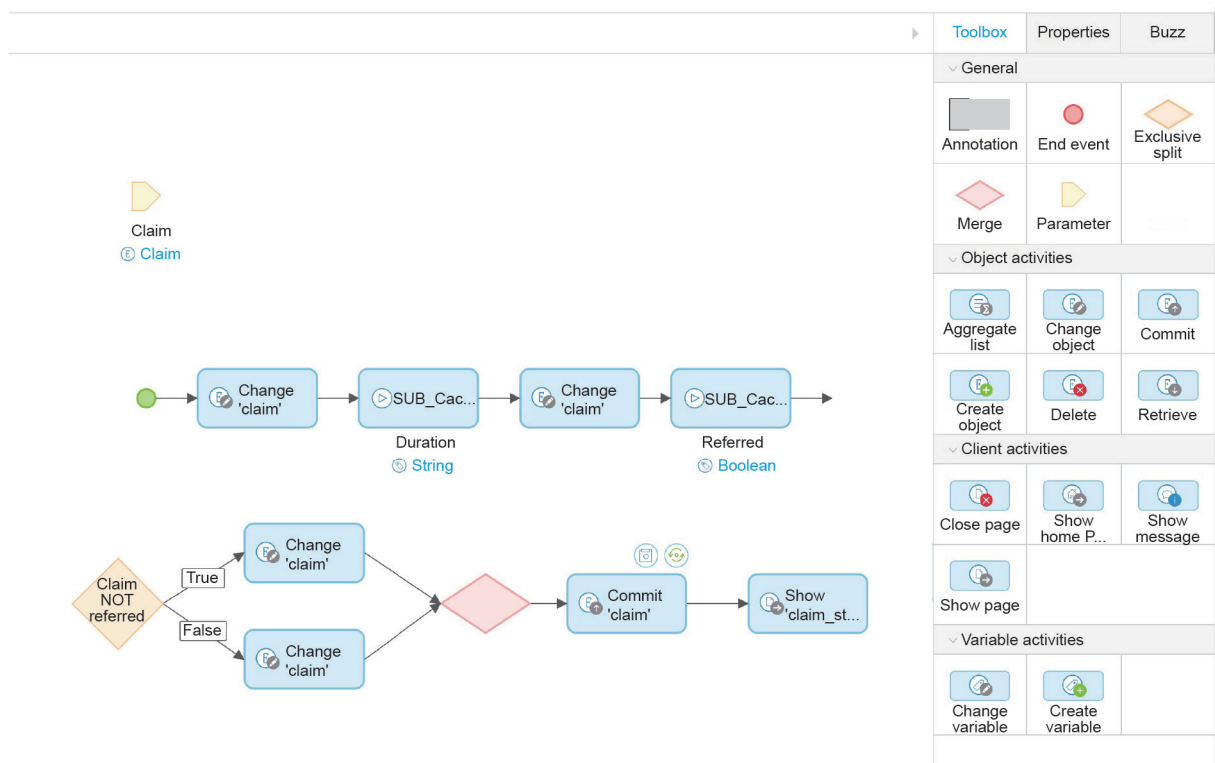 Toolbox
Properties
Buzz
General
Annotation
End event
Exclusive
split
Merge
Parameter
Object activities
Aggregate
list
Change
object
Commit
Create
object
Delete
Retrieve
Client activities
Close page
Show
home P...
Show
message
Show page
Variable activities
Change
variable
Create
variable
Claim
E Claim
Change
'claim'
SUB_Cac...
Duration
String
Change
'claim'
SUB_Cac...
Referred
Boolean
Claim
NOT
referred
True
False
Change
'claim'
Change
'claim'
Commit
'claim'
Show
'claim_st...